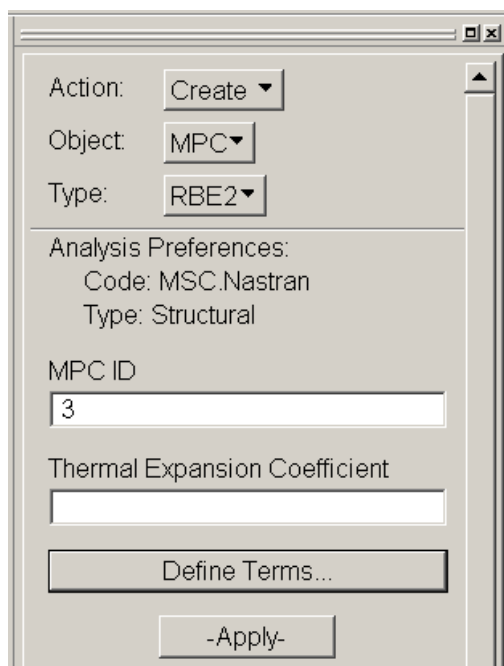 Action: Create
Object: MPC
Type: RBE2
Analysis Preferences:
Code: MSC.Nastran
Type: Structural
MPC ID
3
Thermal Expansion Coefficient
Define Terms...
-Apply-